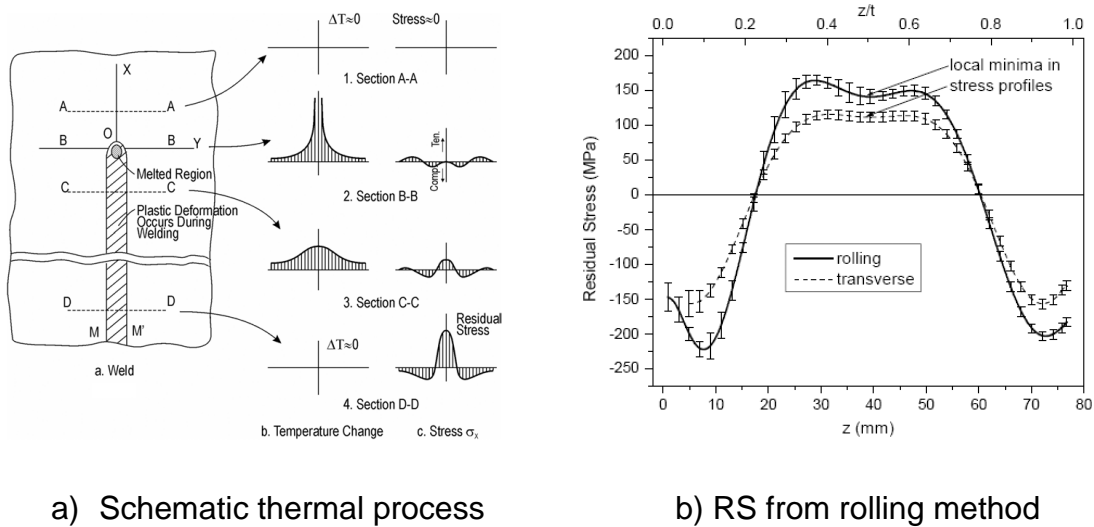 ΔT≈0
Stress≈0
1. Section A-A
X
A
A
O
B
B
Y
Melted Region
C
C
Plastic Deformation
Occurs During
Welding
D
D
M
M'
a. Weld
Ten.
Comp.
2. Section B-B
3. Section C-C
Residual
Stress
ΔT≈0
4. Section D-D
b. Temperature Change
c. Stress σx
z/t
0.0 0.2 0.4 0.6 0.8 1.0
200
150
100
50
0
-50
-100
-150
-200
-250
Residual Stress (MPa)
local minima in
stress profiles
rolling
transverse
0 10 20 30 40 50 60 70 80
z (mm)
a) Schematic thermal process
b) RS from rolling method